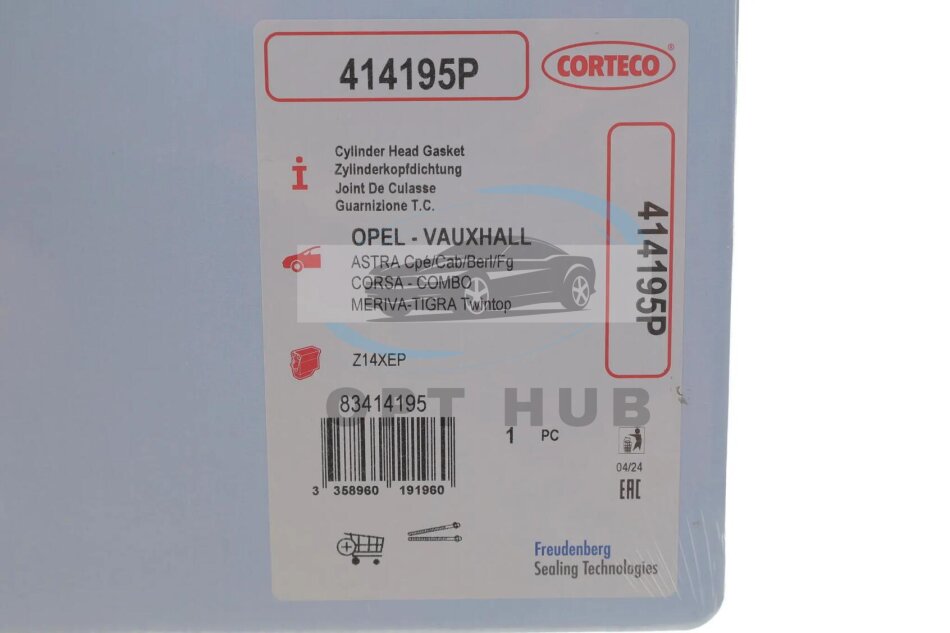 414195P
CORTECO®
Cylinder Head Gasket
Zylinderkopfdichtung
Joint De Culasse
Guarnizione T.C.
414195P
OPEL - VAUXHALL
ASTRA Cpé/Cab/Berl/Fg
CORSA - COMBO
MERIVA-TIGRA Twintop
Z14XEP
OPT HUB
83414195
1 PC
3 358960 191960
04/24
EAC
Freudenberg
Sealing Technologies